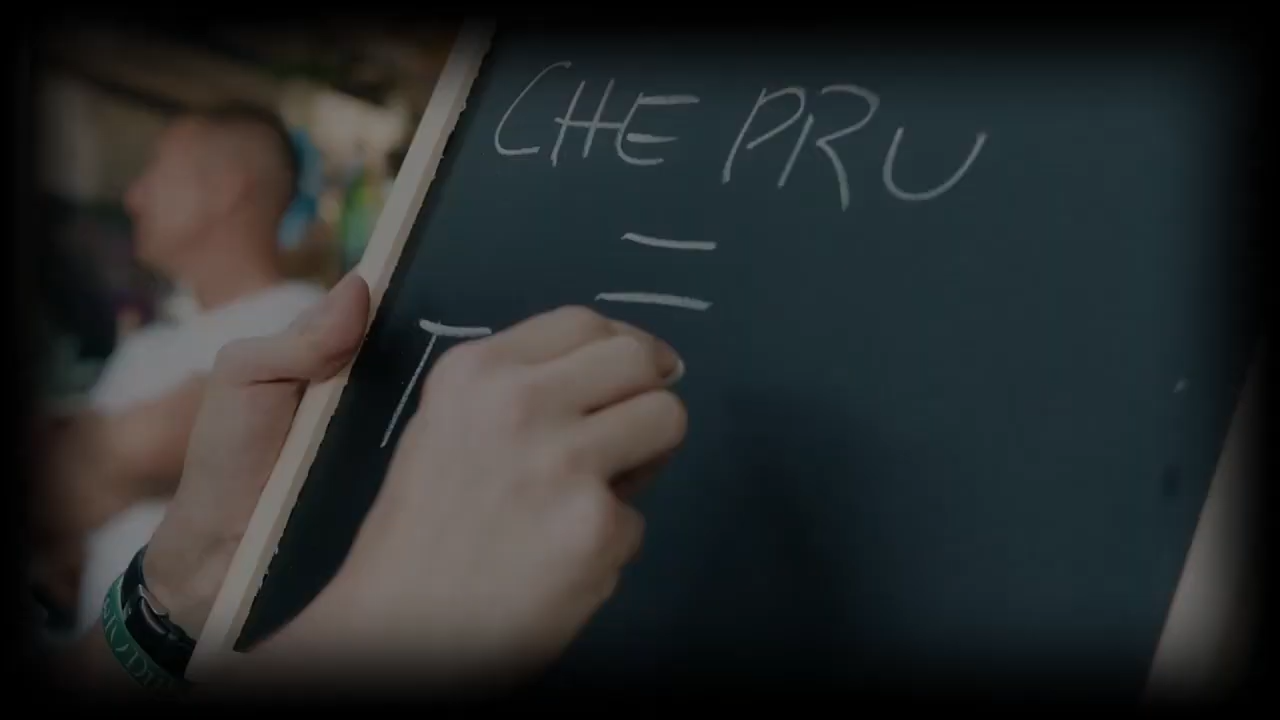 CHE PRU
=
T